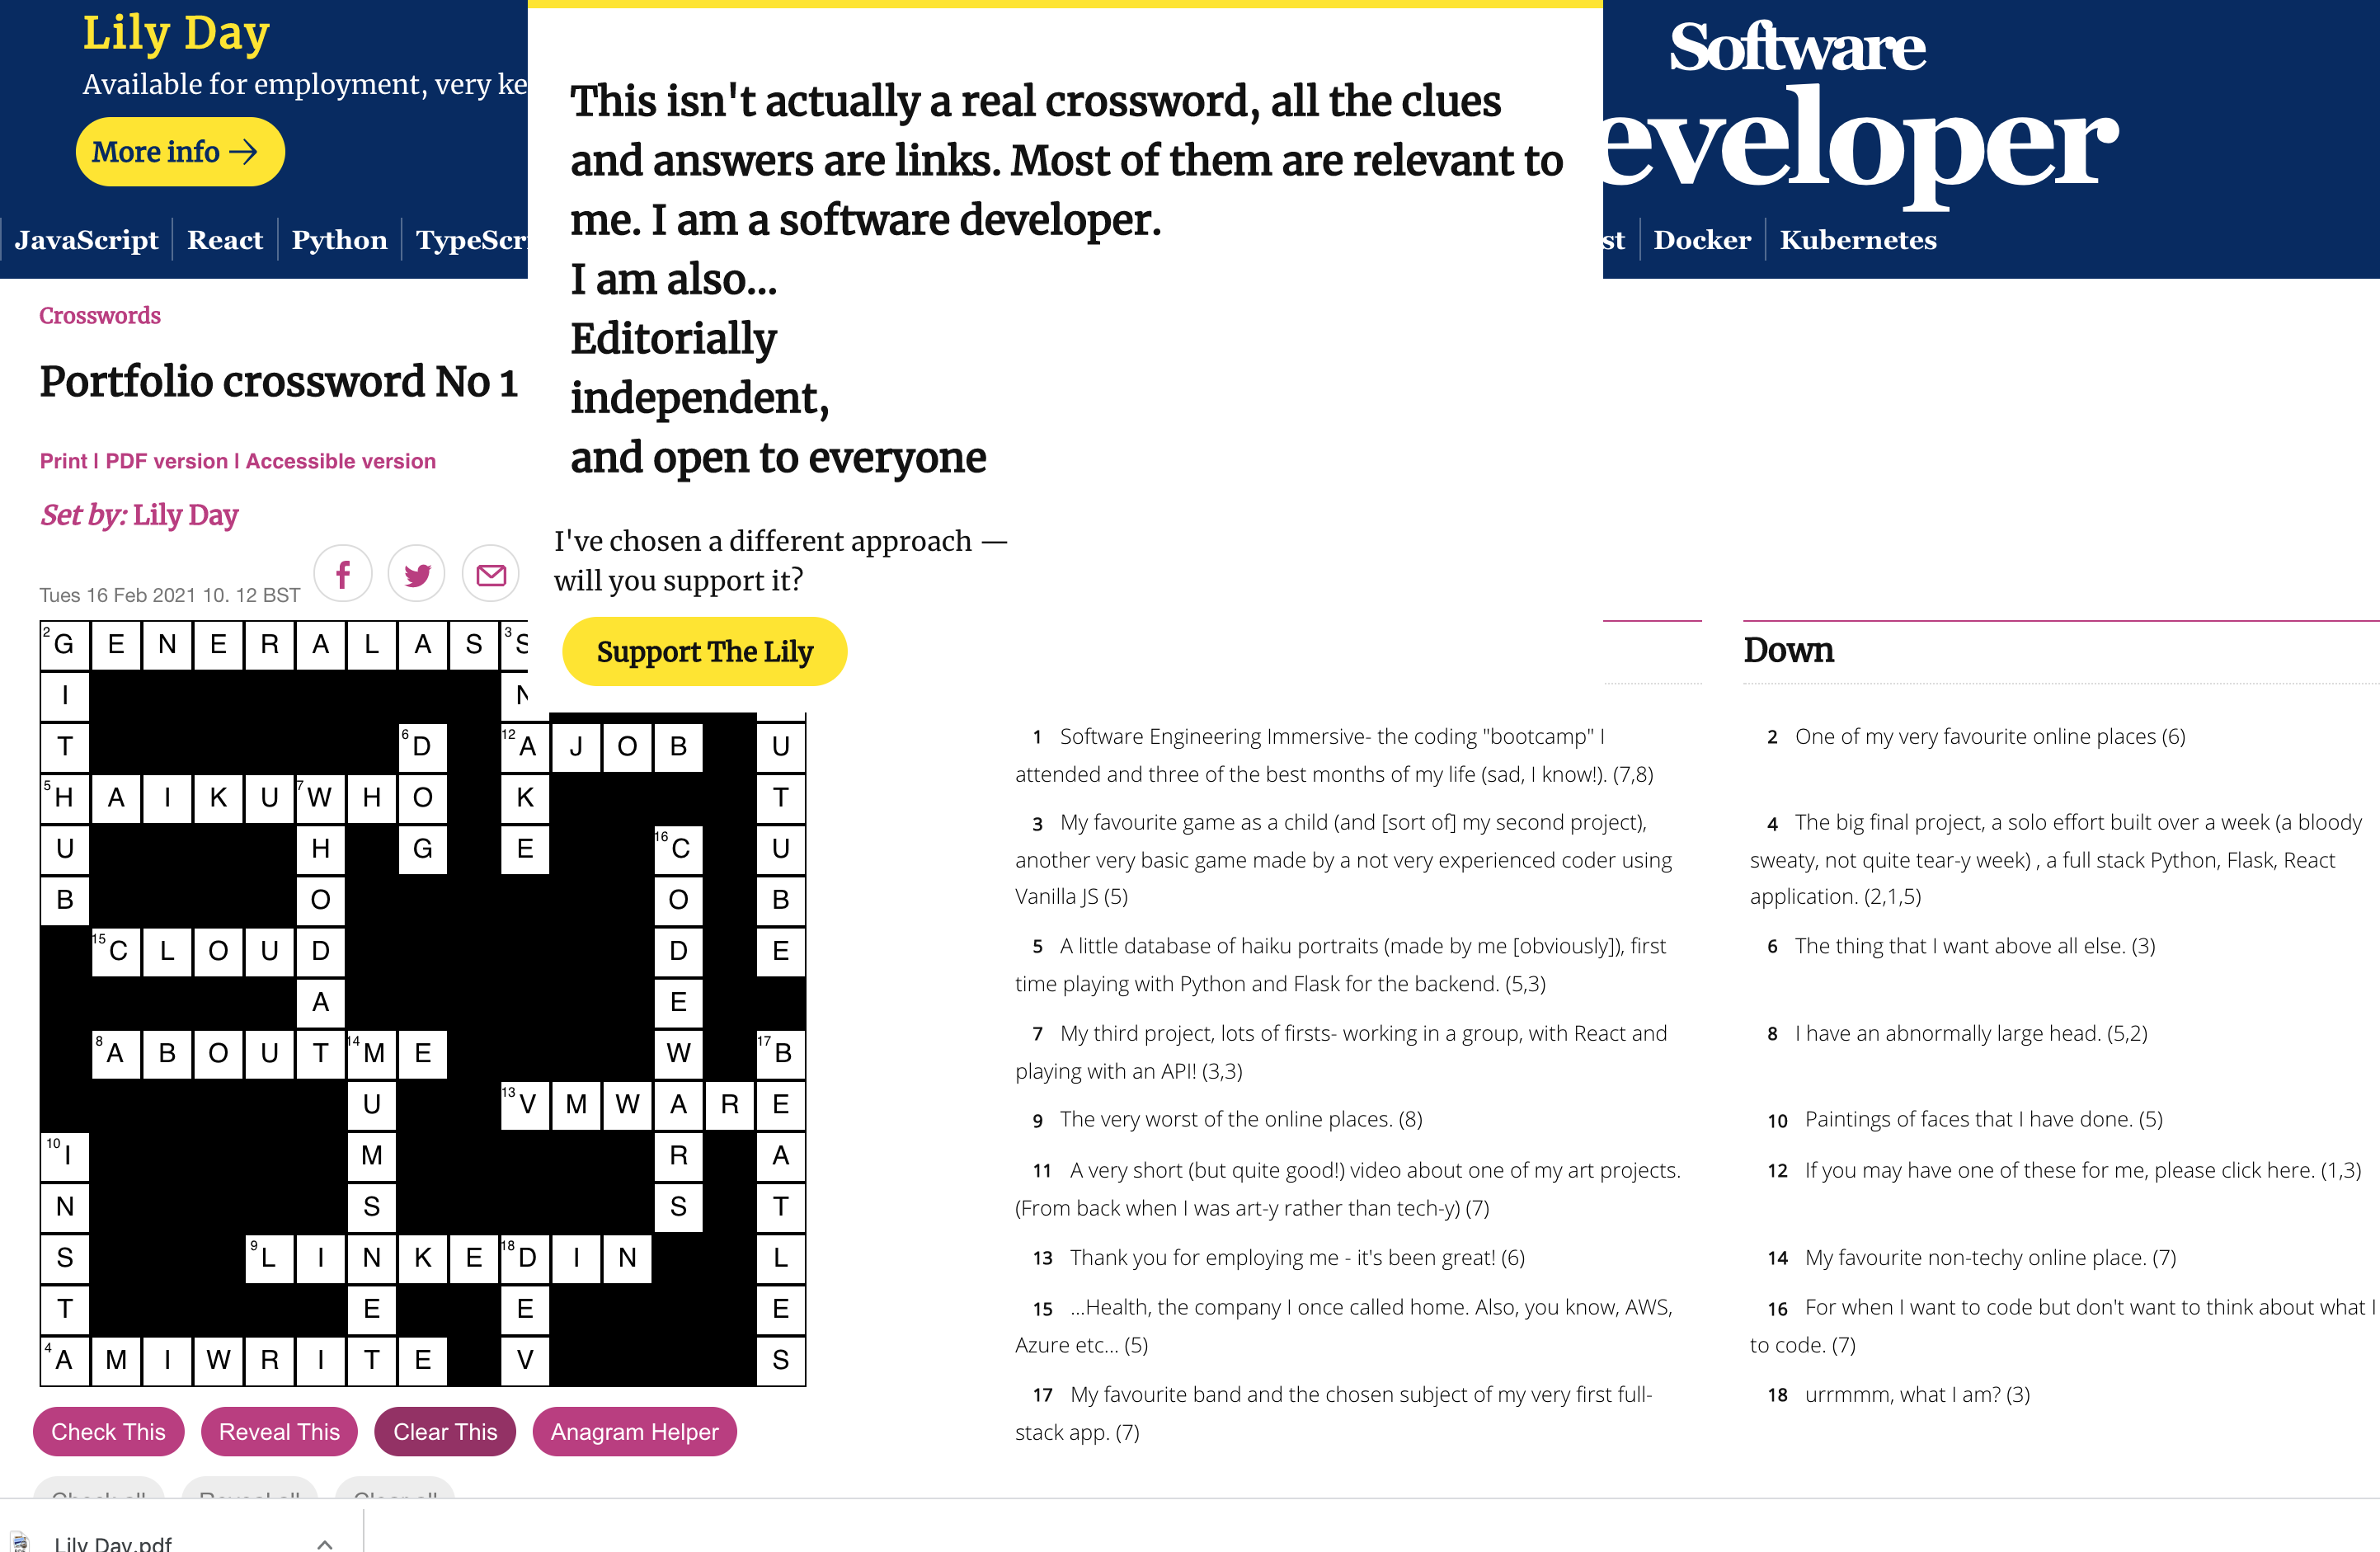 Lily Day
Available for employment, very ke
More info →
JavaScript React Python TypeScr
Software
eveloper
st Docker Kubernetes
This isn't actually a real crossword, all the clues
and answers are links. Most of them are relevant to
me. I am a software developer.
I am also...
Editorially
independent,
and open to everyone
I've chosen a different approach —
will you support it?
Support The Lily
Crosswords
Portfolio crossword No 1
Print | PDF version | Accessible version
Set by: Lily Day
Tues 16 Feb 2021 10. 12 BST
2 G E N E R A L A S 3 S
I N
T 6 D 12 A J O B U
5 H A I K U 7 W H O K T
U H G E 16 C U
B O O B
15 C L O U D D E
A E
8 A B O U T 14 M E W 17 B
U 13 V M W A R E
10 I M R A
N S S T
S 9 L I N K E 18 D I N L
T E E E
4 A M I W R I T E V S
Check This Reveal This Clear This Anagram Helper
Check all Reveal all Clear all
1 Software Engineering Immersive- the coding "bootcamp" I
attended and three of the best months of my life (sad, I know!). (7,8)
3 My favourite game as a child (and [sort of] my second project),
another very basic game made by a not very experienced coder using
Vanilla JS (5)
5 A little database of haiku portraits (made by me [obviously]), first
time playing with Python and Flask for the backend. (5,3)
7 My third project, lots of firsts- working in a group, with React and
playing with an API! (3,3)
9 The very worst of the online places. (8)
11 A very short (but quite good!) video about one of my art projects.
(From back when I was art-y rather than tech-y) (7)
13 Thank you for employing me - it's been great! (6)
15 ...Health, the company I once called home. Also, you know, AWS,
Azure etc... (5)
17 My favourite band and the chosen subject of my very first full-
stack app. (7)
Down
2 One of my very favourite online places (6)
4 The big final project, a solo effort built over a week (a bloody
sweaty, not quite tear-y week) , a full stack Python, Flask, React
application. (2,1,5)
6 The thing that I want above all else. (3)
8 I have an abnormally large head. (5,2)
10 Paintings of faces that I have done. (5)
12 If you may have one of these for me, please click here. (1,3)
14 My favourite non-techy online place. (7)
16 For when I want to code but don't want to think about what I
to code. (7)
18 urrmmm, what I am? (3)
Lily Day.pdf